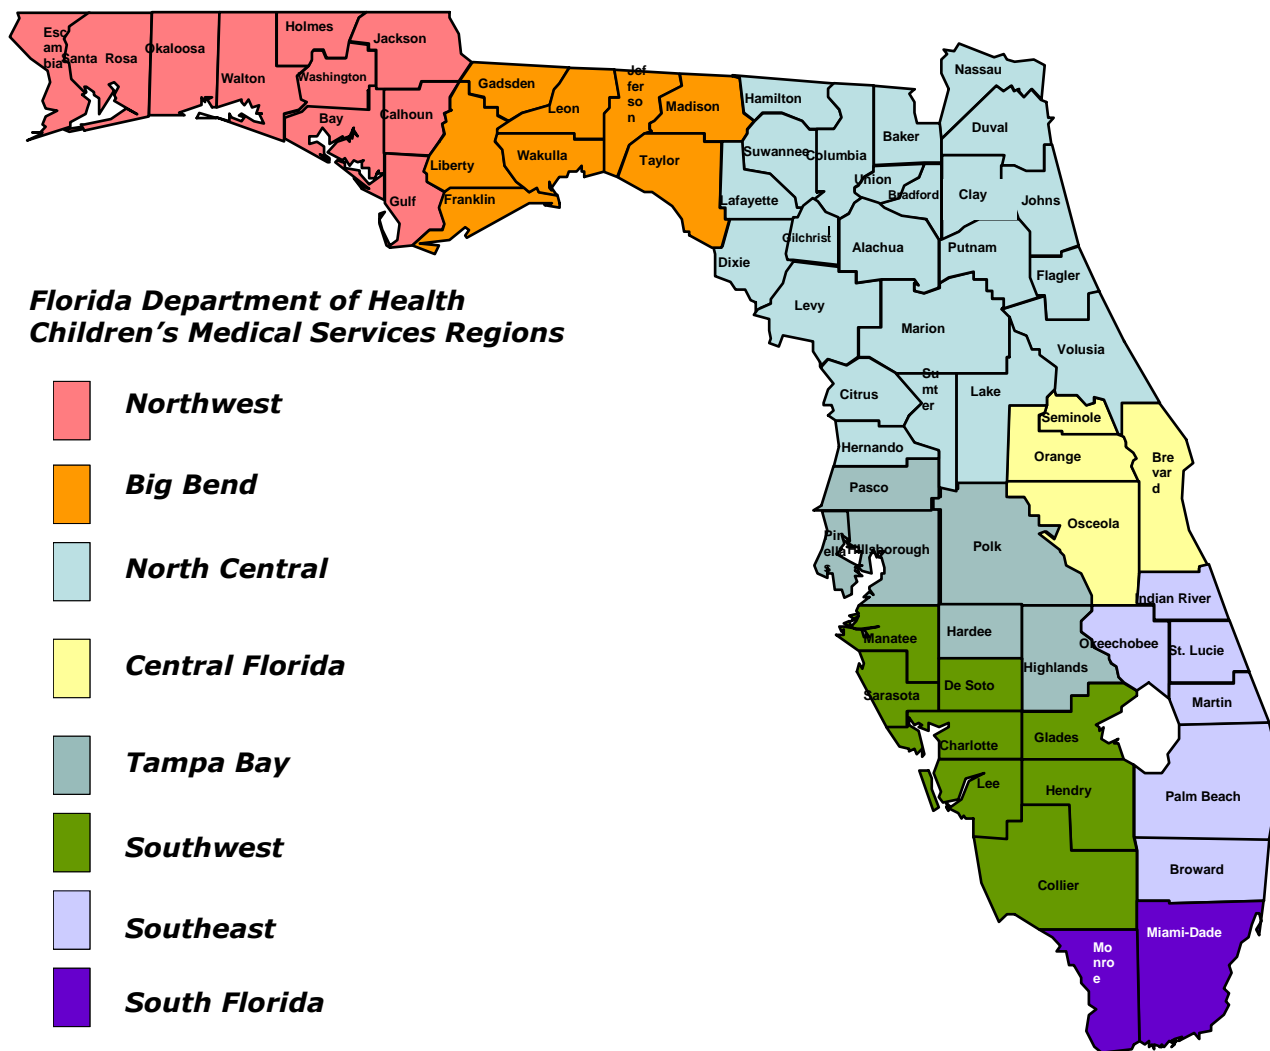 Esc
am
bia
Santa Rosa
Okaloosa
Walton
Holmes
Washington
Jackson
Bay
Calhoun
Gulf
Gadsden
Liberty
Franklin
Leon
Wakulla
Jef
fer
so
n
Madison
Taylor
Hamilton
Suwannee
Columbia
Lafayette
Dixie
Gilchrist
Baker
Union
Bradford
Nassau
Duval
Clay
Johns
Alachua
Putnam
Flagler
Levy
Marion
Volusia
Citrus
Su
mt
er
Lake
Hernando
Seminole
Orange
Bre
var
d
Pasco
Osceola
Pin
ella
s
Hillsborough
Polk
Indian River
Manatee
Hardee
Highlands
Okeechobee
St. Lucie
Sarasota
De Soto
Martin
Charlotte
Glades
Lee
Hendry
Palm Beach
Collier
Broward
Mo
nro
e
Miami-Dade
Florida Department of Health
Children’s Medical Services Regions
Northwest
Big Bend
North Central
Central Florida
Tampa Bay
Southwest
Southeast
South Florida